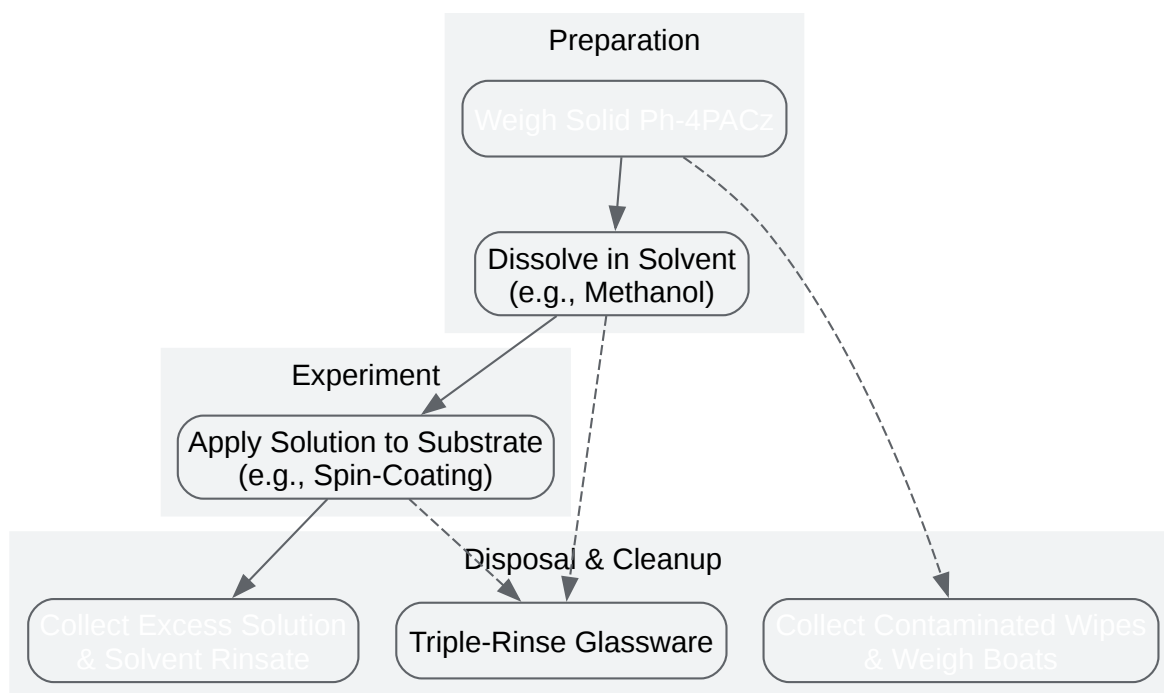 Preparation
Weigh Solid Ph-4PACz
Dissolve in Solvent
(e.g., Methanol)
Experiment
Apply Solution to Substrate
(e.g., Spin-Coating)
Disposal & Cleanup
Collect Excess Solution
& Solvent Rinsate
Triple-Rinse Glassware
Collect Contaminated Wipes
& Weigh Boats